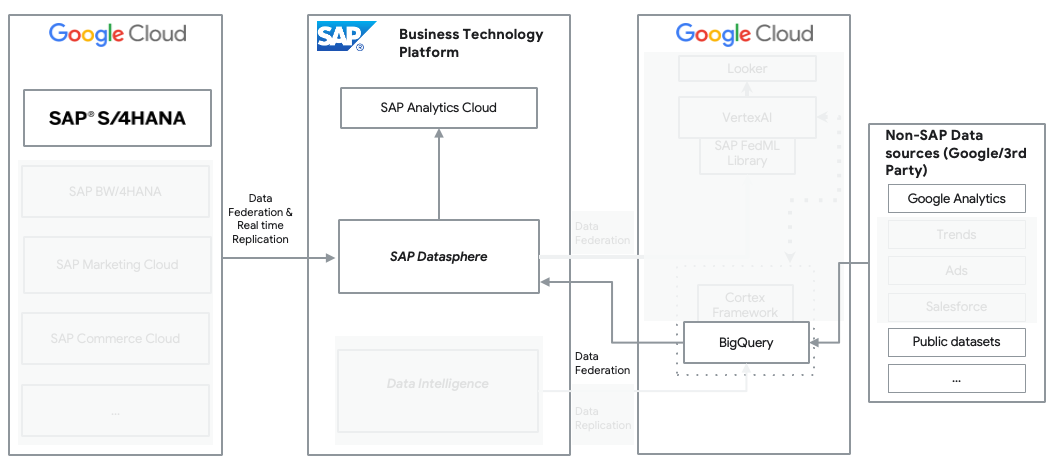 Google Cloud
SAP® S/4HANA
SAP BW/4HANA
SAP Marketing Cloud
SAP Commerce Cloud
...
Data
Federation &
Real time
Replication
SAP®
Business Technology
Platform
SAP Analytics Cloud
SAP Datasphere
Data Intelligence
Data
Federation
Data
Federation
Data
Replication
Google Cloud
Looker
VertexAI
SAP FedML
Library
Cortex
Framework
BigQuery
Non-SAP Data
sources (Google/3rd
Party)
Google Analytics
Trends
Ads
Salesforce
Public datasets
...